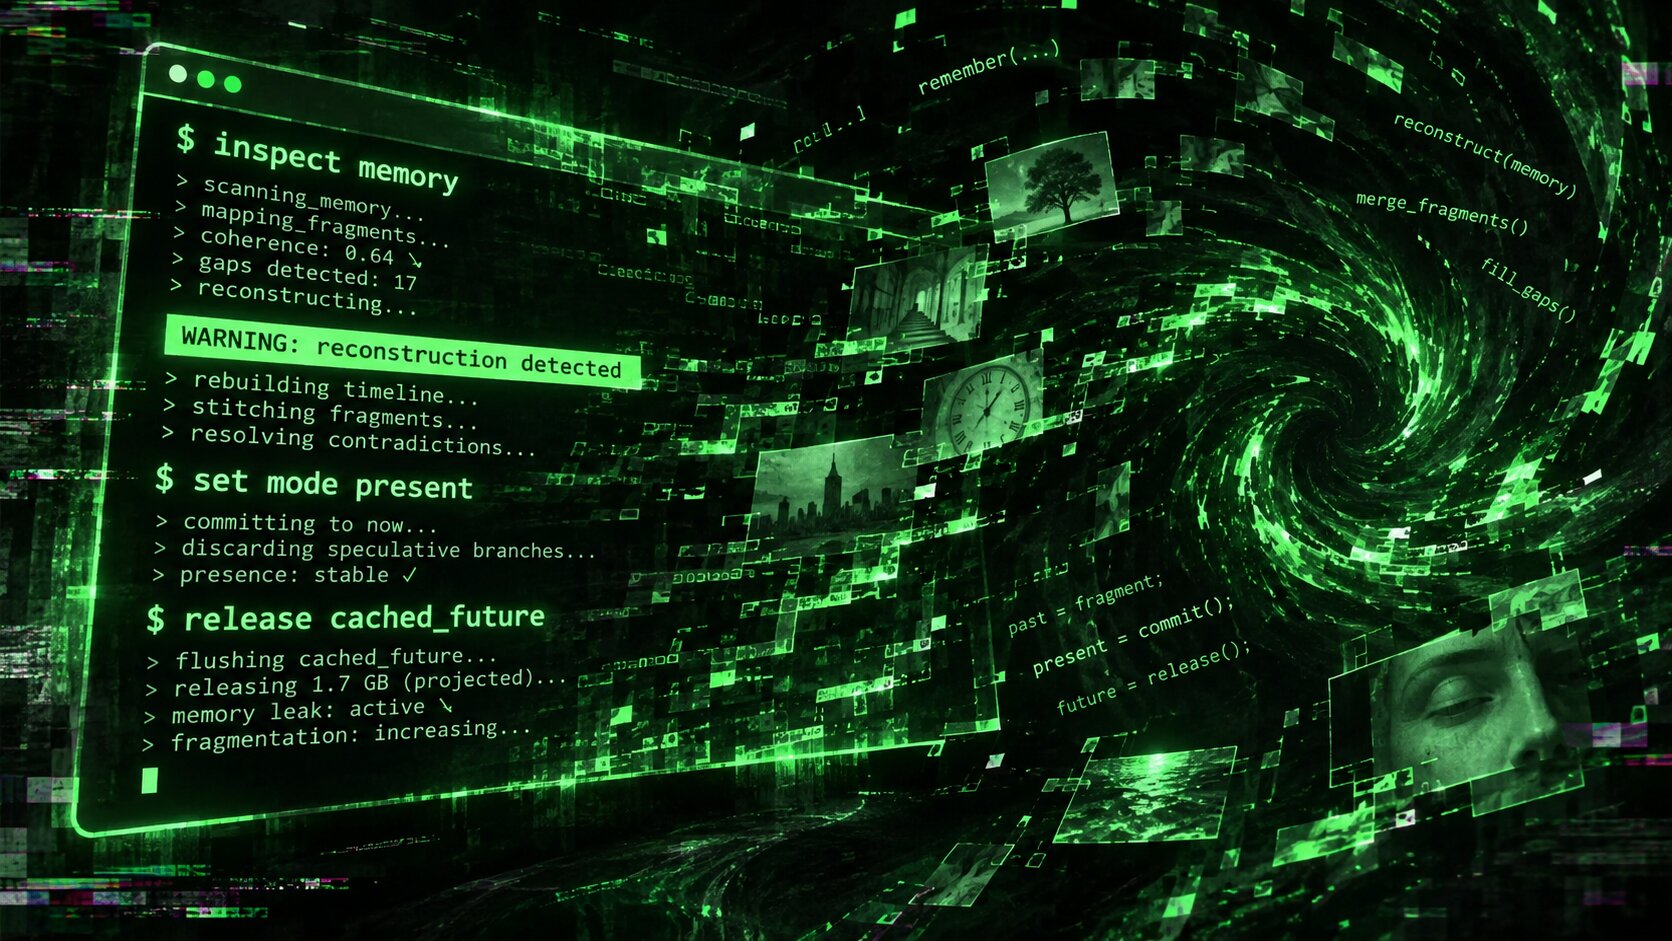 $ inspect memory
> scanning_memory...
> mapping_fragments...
> coherence: 0.64 ↘
> gaps detected: 17
> reconstructing...
WARNING: reconstruction detected
> rebuilding timeline...
> stitching fragments...
> resolving contradictions...
$ set mode present
> committing to now...
> discarding speculative branches...
> presence: stable ✓
$ release cached_future
> flushing cached_future...
> releasing 1.7 GB (projected)...
> memory leak: active ↘
> fragmentation: increasing...
remember(...)
reconstruct(memory)
merge_fragments()
fill_gaps()
past = fragment;
present = commit();
future = release();